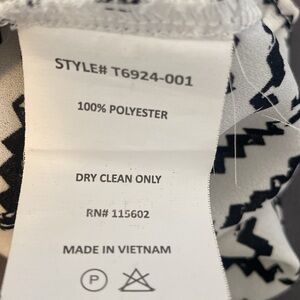 STYLE# T6924-001
100% POLYESTER
DRY CLEAN ONLY
RN# 115602
MADE IN VIETNAM
P